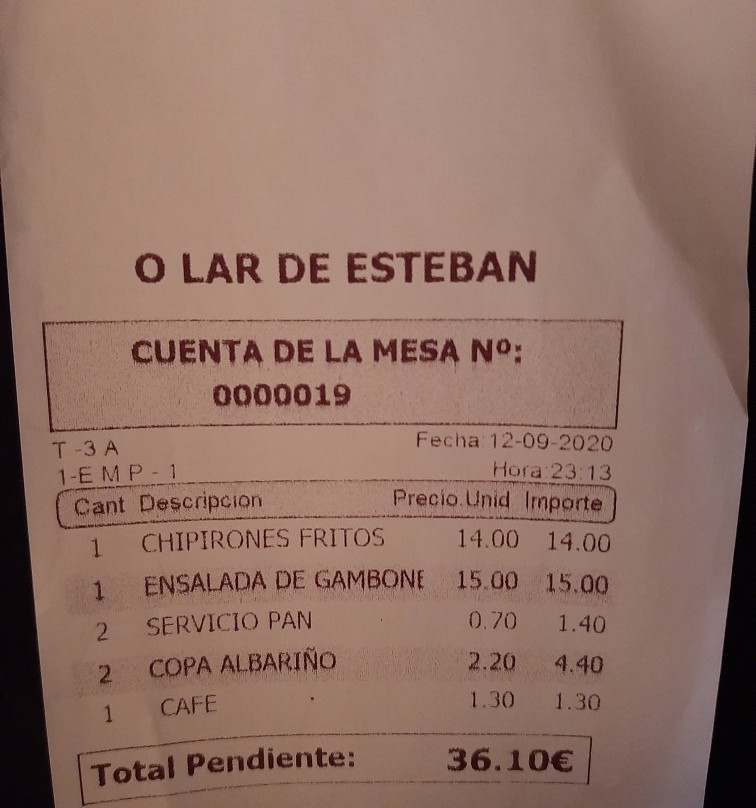 O LAR DE ESTEBAN
CUENTA DE LA MESA Nº:
0000019
T -3 A Fecha:12-09-2020
1-E M P - 1 Hora:23:13
Cant Descripcion Precio.Unid Importe
1 CHIPIRONES FRITOS 14.00 14.00
1 ENSALADA DE GAMBONE 15.00 15.00
2 SERVICIO PAN 0.70 1.40
2 COPA ALBARIÑO 2.20 4.40
1 CAFE 1.30 1.30
Total Pendiente: 36.10€